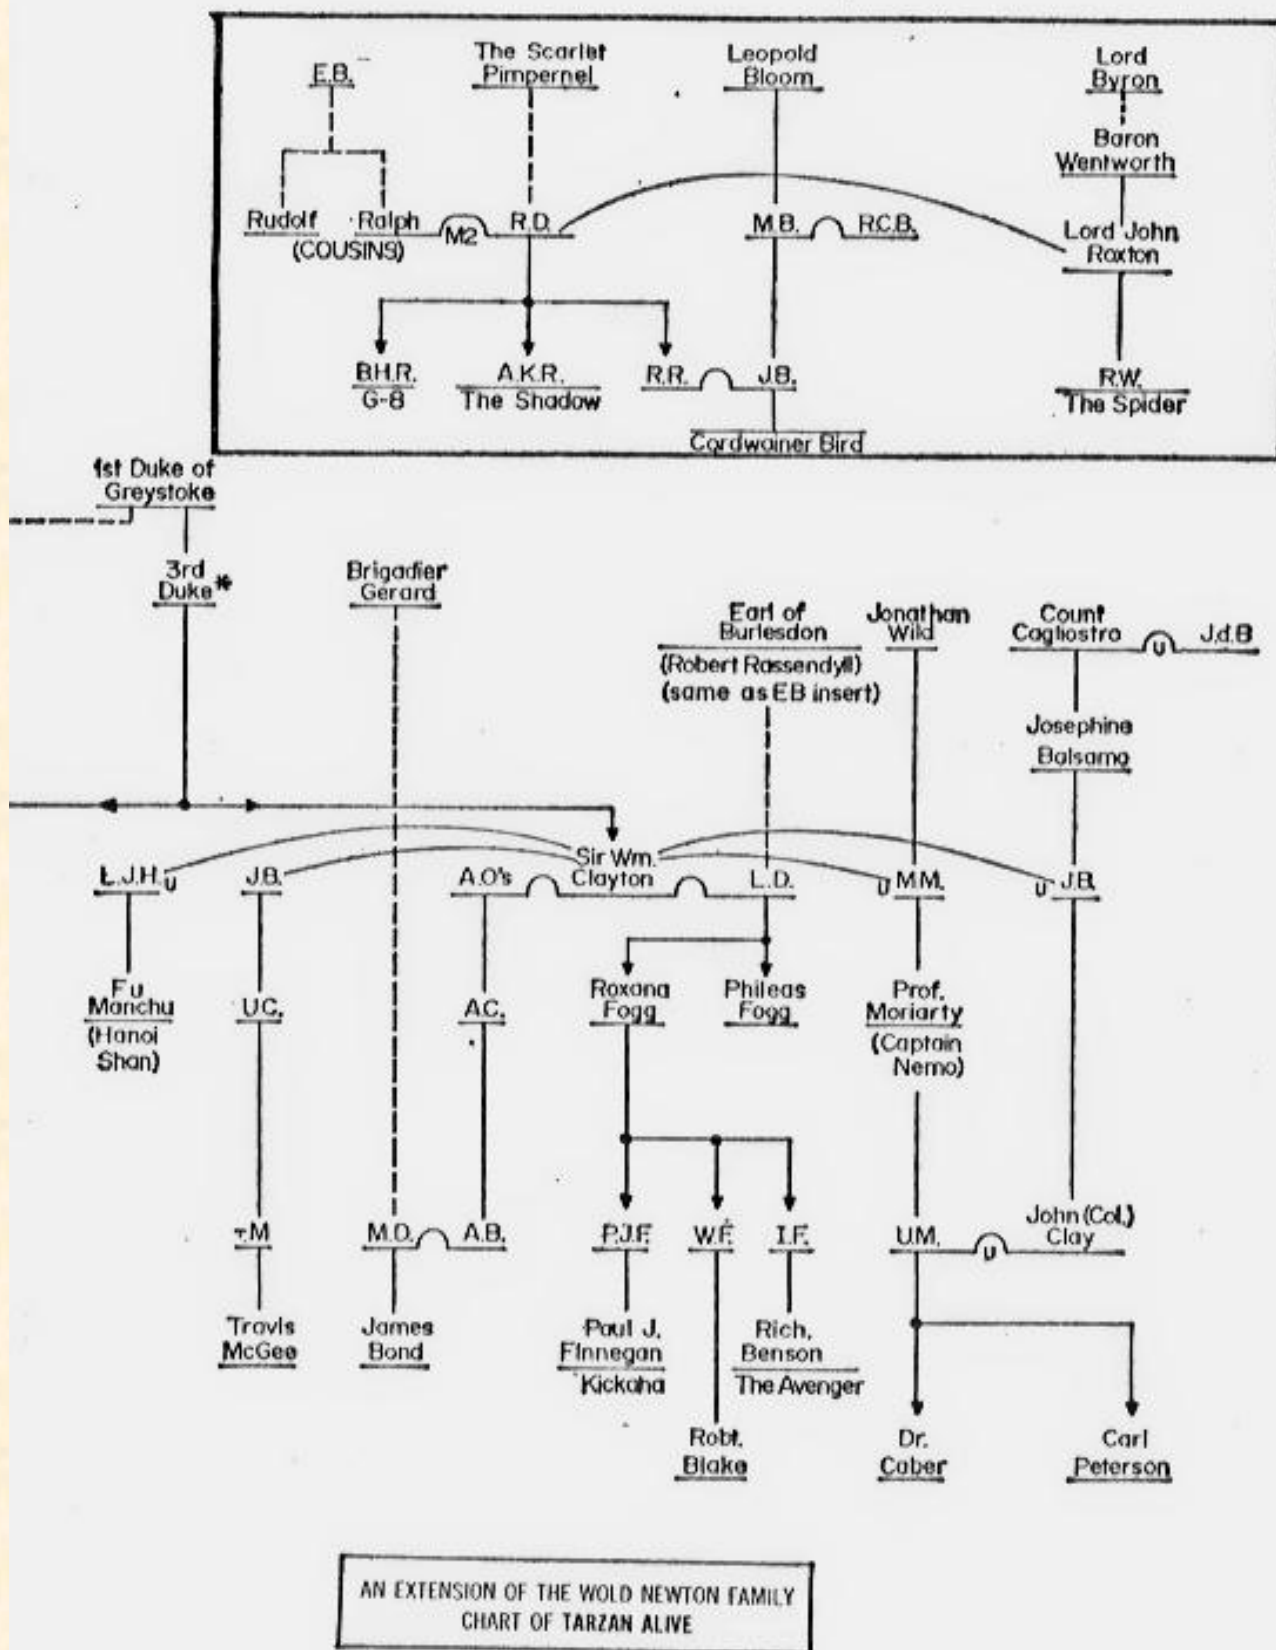 E.B.
The Scarlet
Pimpernel
Leopold
Bloom
Lord
Byron
Baron
Wentworth
Rudolf
Ralph
(COUSINS)
M2
R.D.
M.B.
R.C.B.
Lord John
Roxton
B.H.R.
G-8
A.K.R.
The Shadow
R.R.
J.B.
R.W.
The Spider
Cordwainer Bird
1st Duke of
Greystoke
3rd
Duke*
Brigadier
Gerard
Earl of
Burlesdon
(Robert Rassendyll)
(same as EB insert)
Jonathan
Wild
Count
Cagliostro
U
J.d.B
Josephine
Balsamo
L.J.H.
U
J.B.
A.O's
Sir Wm.
Clayton
L.D.
U
M.M.
U
J.B.
Fu
Manchu
(Hanoi
Shan)
U.C.
A.C.
Roxana
Fogg
Phileas
Fogg
Prof.
Moriarty
(Captain
Nemo)
T.M
M.D.
A.B.
P.J.F.
W.F.
I.F.
U.M.
U
John (Col.)
Clay
Travis
McGee
James
Bond
Paul J.
Finnegan
Kickaha
Rich.
Benson
The Avenger
Robt.
Blake
Dr.
Caber
Carl
Peterson
AN EXTENSION OF THE WOLD NEWTON FAMILY
CHART OF TARZAN ALIVE